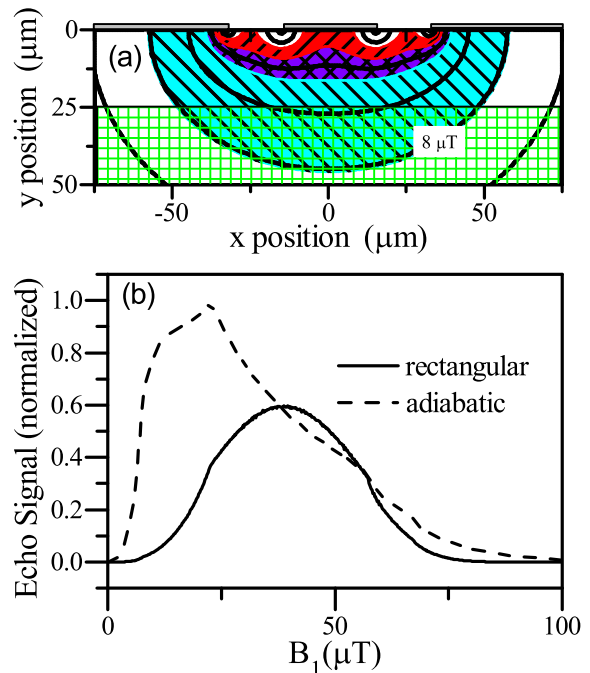 0
25
50
y position (μm)
(a)
8 μT
-50
0
50
x position (μm)
(b)
1.0
0.8
0.6
0.4
0.2
0.0
Echo Signal (normalized)
rectangular
adiabatic
0
50
100
B1(μT)